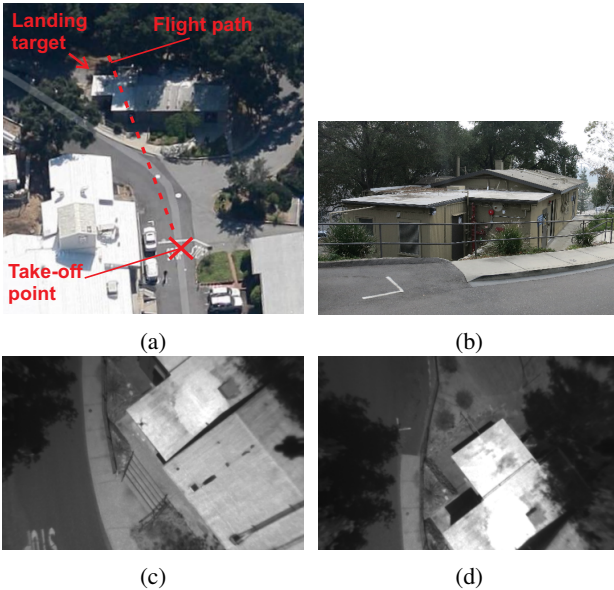 Landing
target
Flight path
Take-off
point
(a)
(b)
(c)
(d)